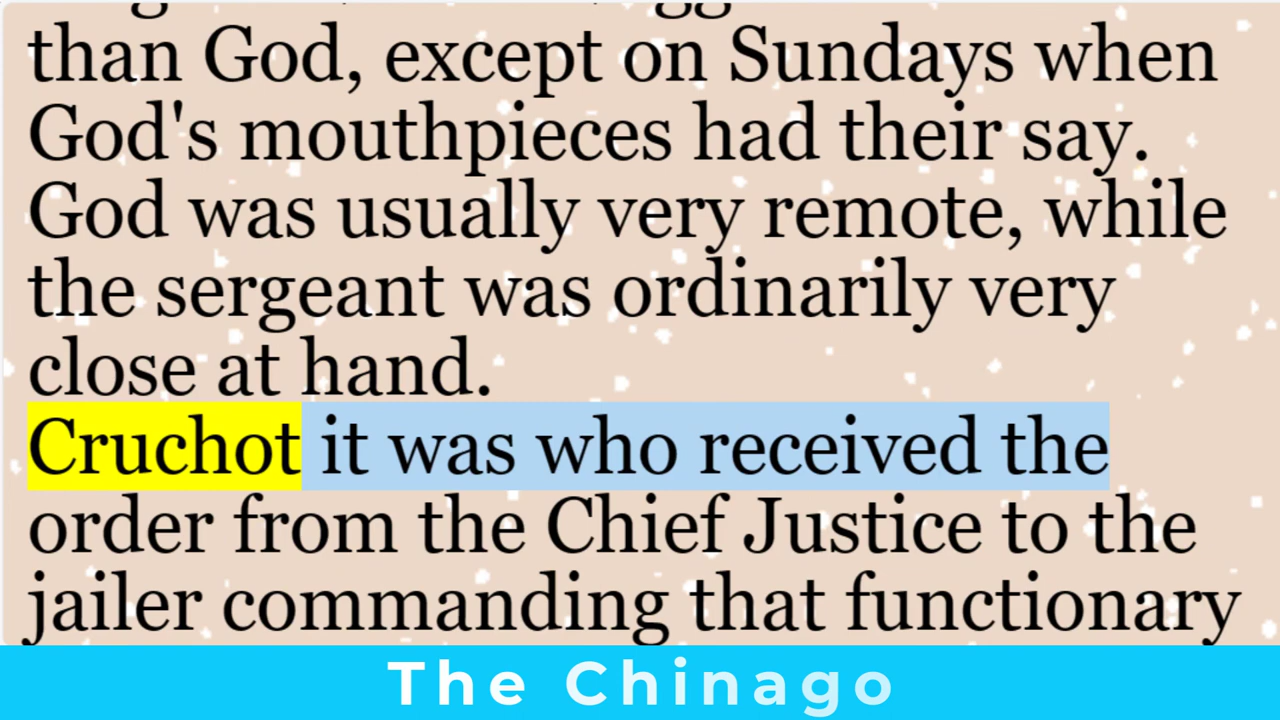 than God, except on Sundays when
God's mouthpieces had their say.
God was usually very remote, while
the sergeant was ordinarily very
close at hand.
Cruchot it was who received the
order from the Chief Justice to the
jailer commanding that functionary
The Chinago